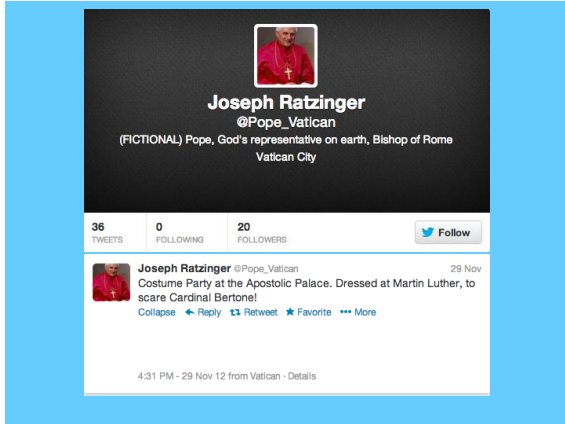 Joseph Ratzinger
@Pope_Vatican
(FICTIONAL) Pope, God's representative on earth, Bishop of Rome
Vatican City
36
TWEETS
0
FOLLOWING
20
FOLLOWERS
Follow
Joseph Ratzinger @Pope_Vatican 29 Nov
Costume Party at the Apostolic Palace. Dressed at Martin Luther, to
scare Cardinal Bertone!
Collapse Reply Retweet Favorite More
4:31 PM - 29 Nov 12 from Vatican · Details